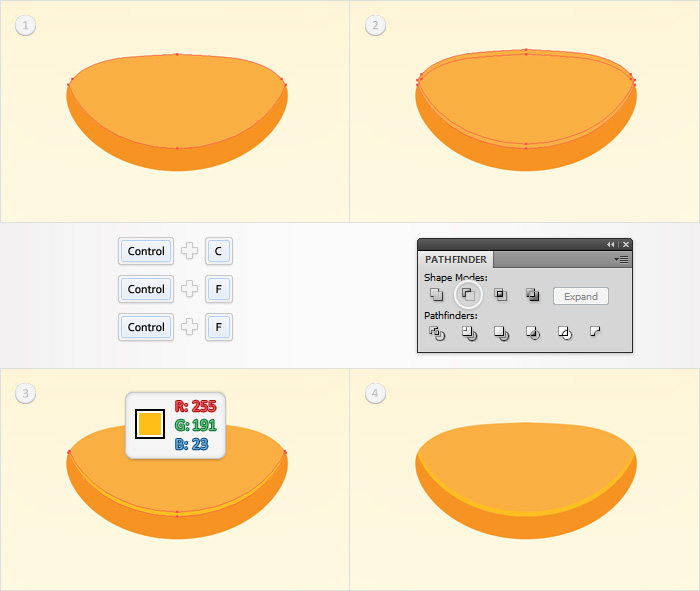 1
2
Control + C
Control + F
Control + F
PATHFINDER
Shape Modes:
Expand
Pathfinders:
3
R: 255
G: 191
B: 23
4